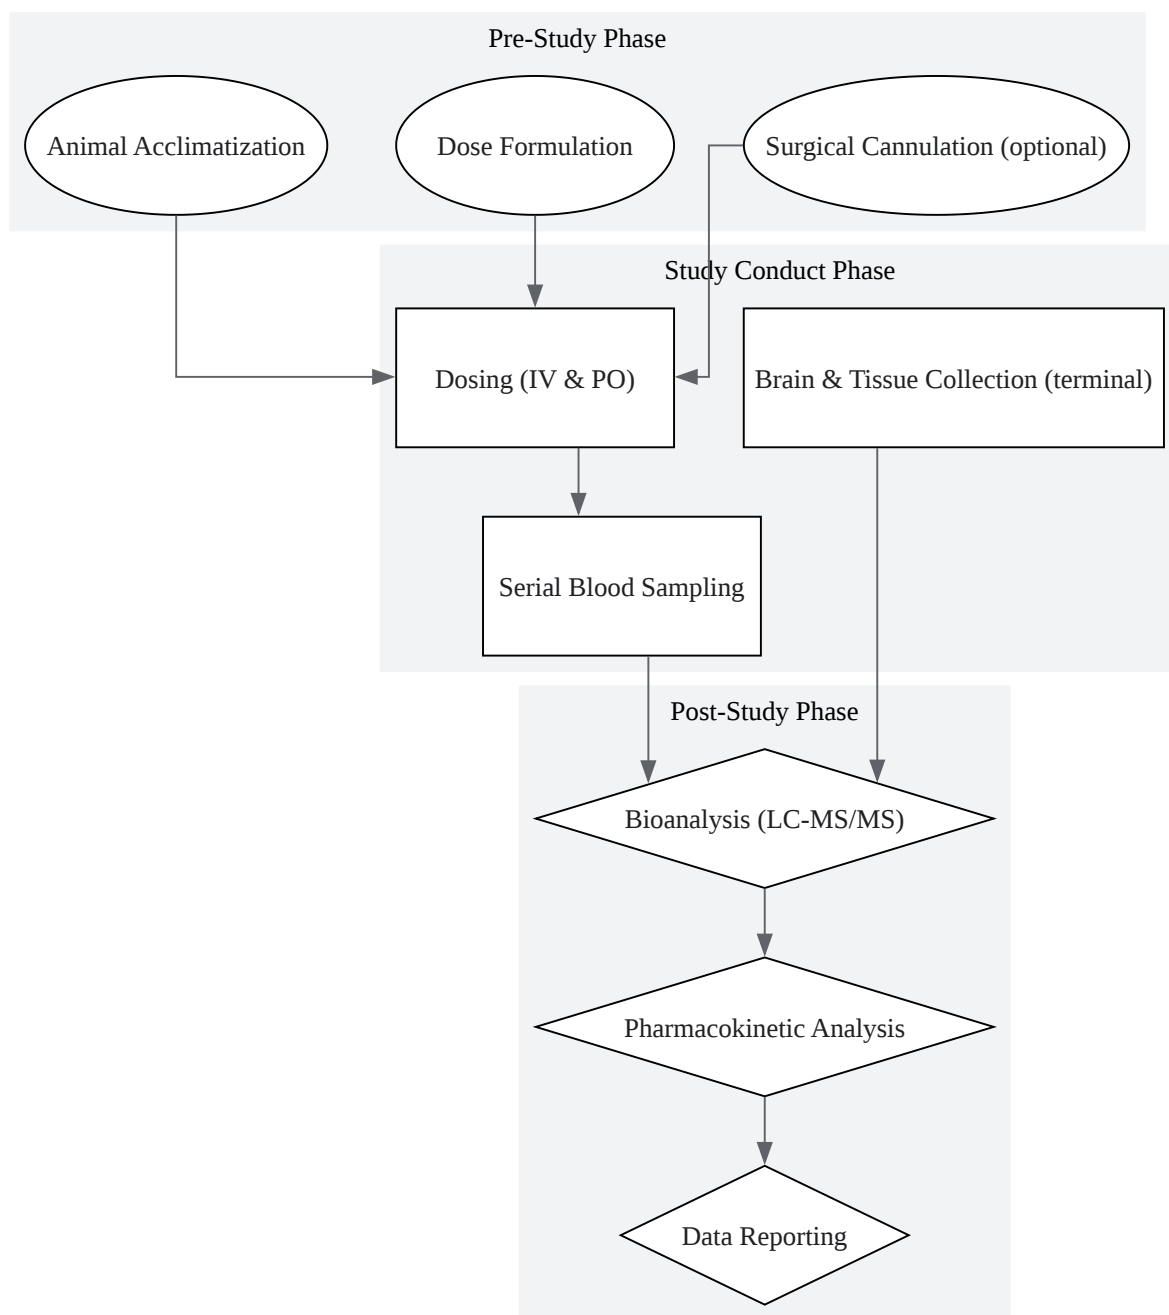 Pre-Study Phase
Animal Acclimatization
Dose Formulation
Surgical Cannulation (optional)
Study Conduct Phase
Dosing (IV & PO)
Brain & Tissue Collection (terminal)
Serial Blood Sampling
Post-Study Phase
Bioanalysis (LC-MS/MS)
Pharmacokinetic Analysis
Data Reporting